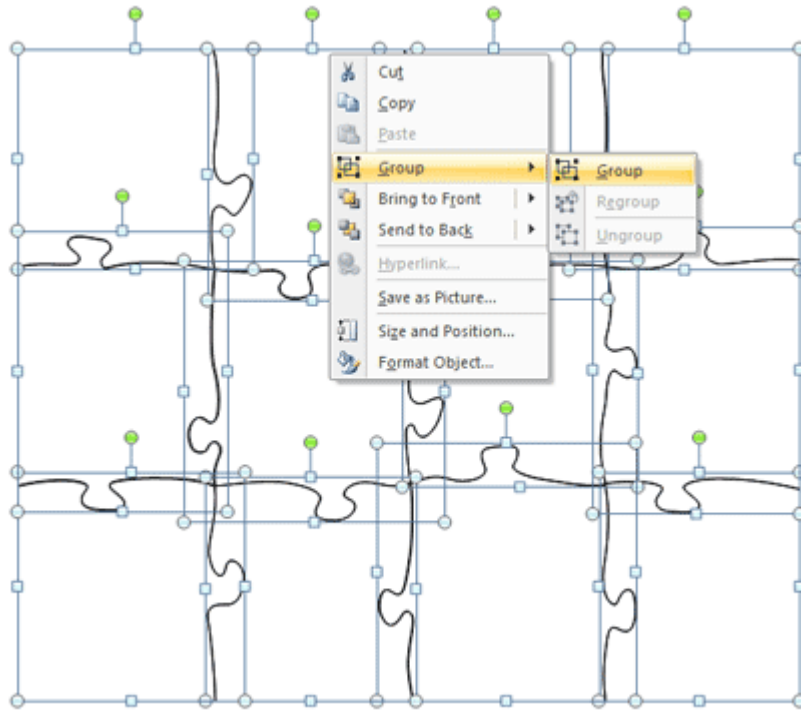 Cut
Copy
Paste
Group
Bring to Front
Send to Back
Hyperlink...
Save as Picture...
Size and Position...
Format Object...
Group
Regroup
Ungroup